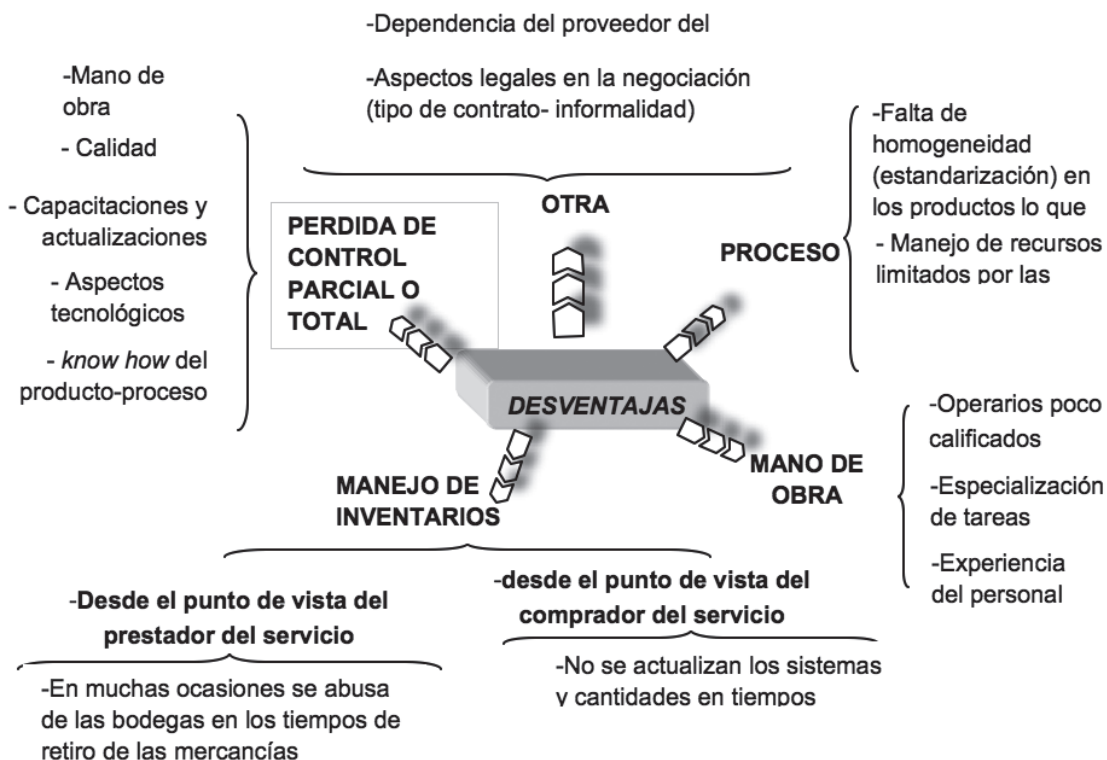 -Dependencia del proveedor del
-Aspectos legales en la negociación
(tipo de contrato- informalidad)
OTRA
-Mano de
obra
- Calidad
- Capacitaciones y
actualizaciones
- Aspectos
tecnológicos
- know how del
producto-proceso
PERDIDA DE
CONTROL
PARCIAL O
TOTAL
PROCESO
-Falta de
homogeneidad
(estandarización) en
los productos lo que
- Manejo de recursos
limitados por las
DESVENTAJAS
MANO DE
OBRA
-Operarios poco
calificados
-Especialización
de tareas
-Experiencia
del personal
MANEJO DE
INVENTARIOS
-Desde el punto de vista del
prestador del servicio
-En muchas ocasiones se abusa
de las bodegas en los tiempos de
retiro de las mercancías
-desde el punto de vista del
comprador del servicio
-No se actualizan los sistemas
y cantidades en tiempos